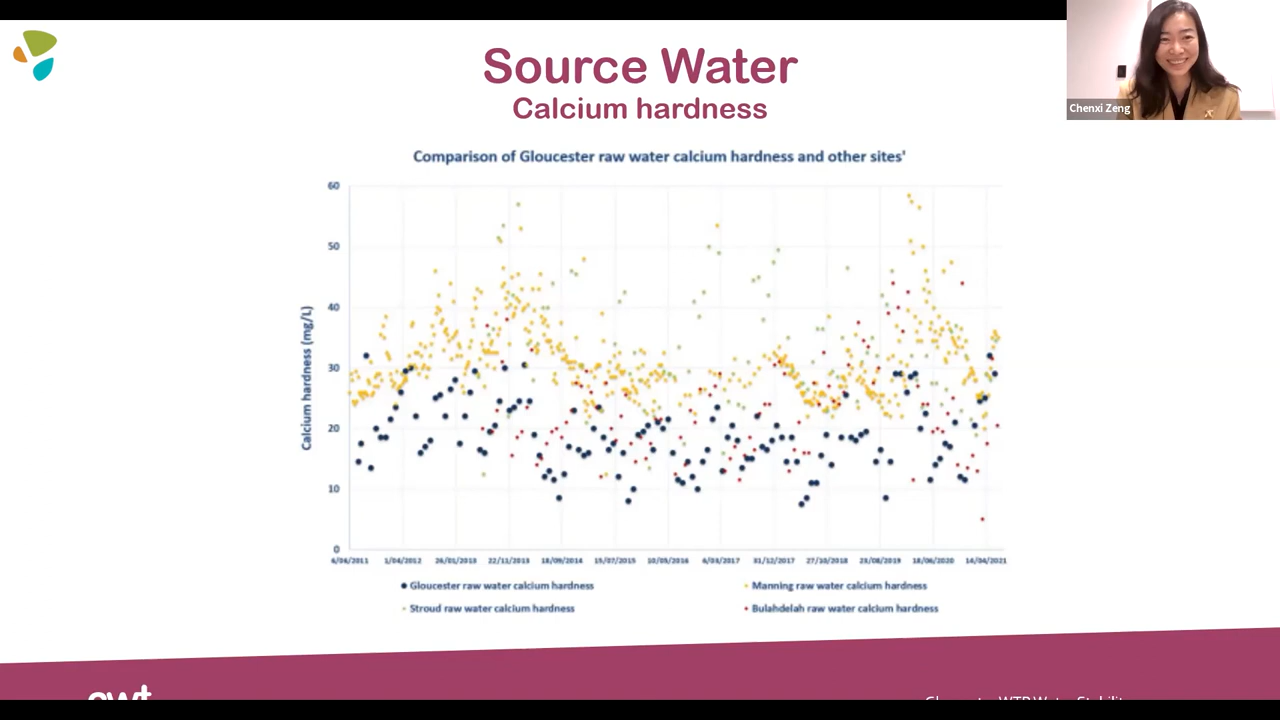 Source Water
Calcium hardness
Chenxi Zeng
Comparison of Gloucester raw water calcium hardness and other sites'
Calcium hardness (mg/L)
60
50
40
30
20
10
0
6/06/2011 1/04/2012 26/01/2013 22/11/2013 18/09/2014 15/07/2015 10/05/2016 6/03/2017 31/12/2017 27/10/2018 23/08/2019 18/06/2020 14/04/2021
Gloucester raw water calcium hardness
Manning raw water calcium hardness
Stroud raw water calcium hardness
Bulahdelah raw water calcium hardness
WTP Water